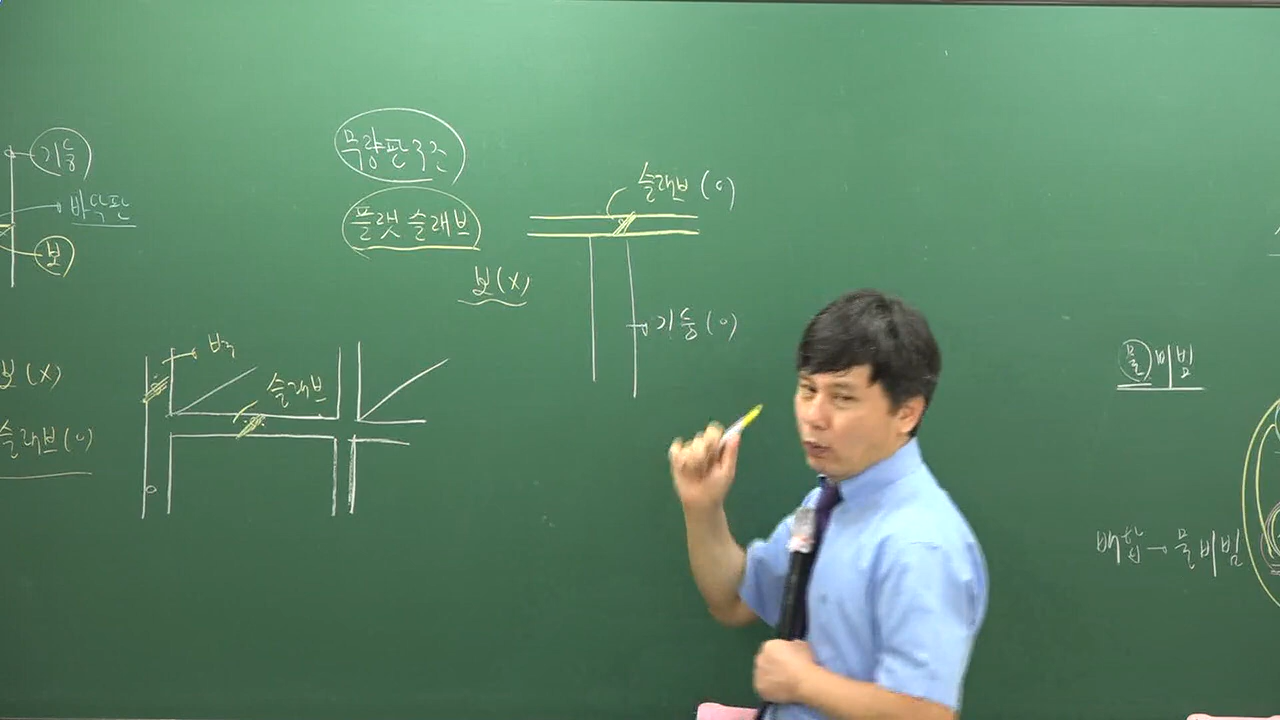 기둥
바닥판
보
보(X)
슬래브(O)
벽
슬래브
무량판구조
플랫슬래브
보(X)
슬래브(O)
기둥(O)
물비빔
배합→물비빔